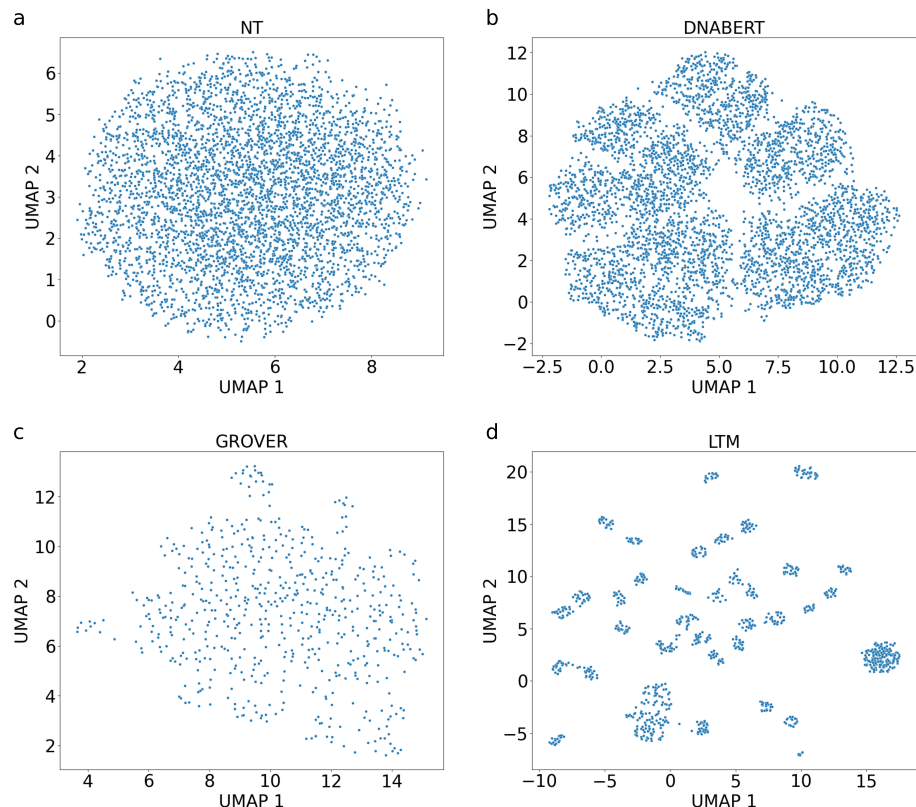 a
NT
6
5
4
3
2
1
0
UMAP 2
2 4 6 8
UMAP 1
b
DNABERT
12
10
8
6
4
2
0
−2
UMAP 2
−2.5 0.0 2.5 5.0 7.5 10.0 12.5
UMAP 1
c
GROVER
12
10
8
6
4
2
UMAP 2
4 6 8 10 12 14
UMAP 1
d
LTM
20
15
10
5
0
−5
UMAP 2
−10 −5 0 5 10 15
UMAP 1